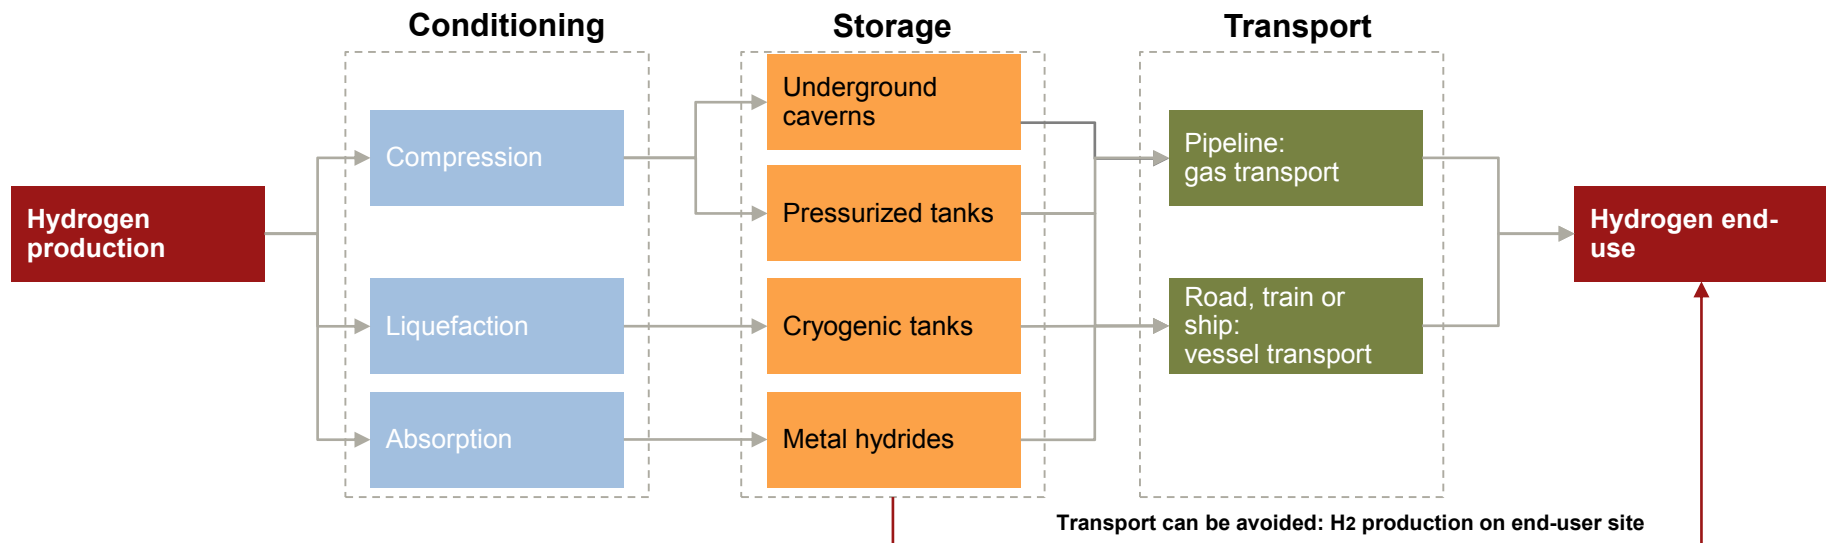 Conditioning
Storage
Transport
Hydrogen
production
Compression
Liquefaction
Absorption
Underground
caverns
Pressurized tanks
Cryogenic tanks
Metal hydrides
Pipeline:
gas transport
Road, train or
ship:
vessel transport
Hydrogen end-
use
Transport can be avoided: H2 production on end-user site